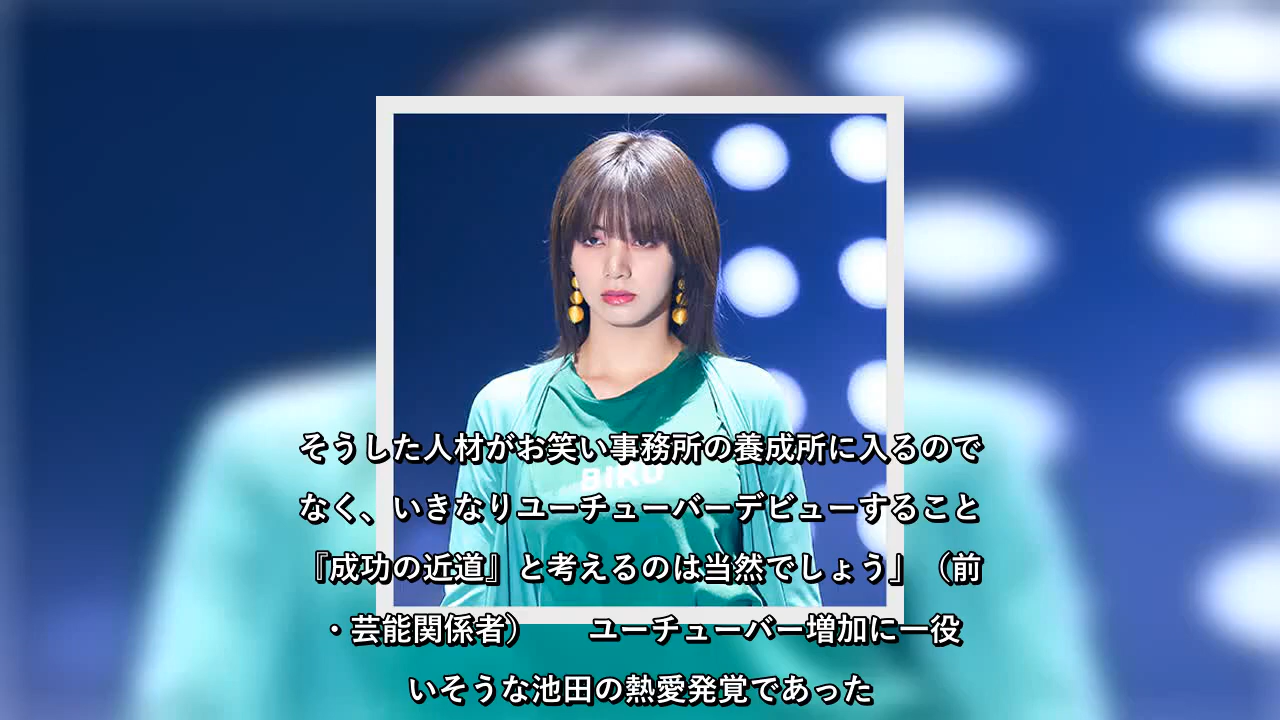 BIKO
そうした人材がお笑い事務所の養成所に入るので
なく、いきなりユーチューバーデビューすること
『成功の近道』と考えるのは当然でしょう」（前
・芸能関係者）　　ユーチューバー増加に一役
いそうな池田の熱愛発覚であった